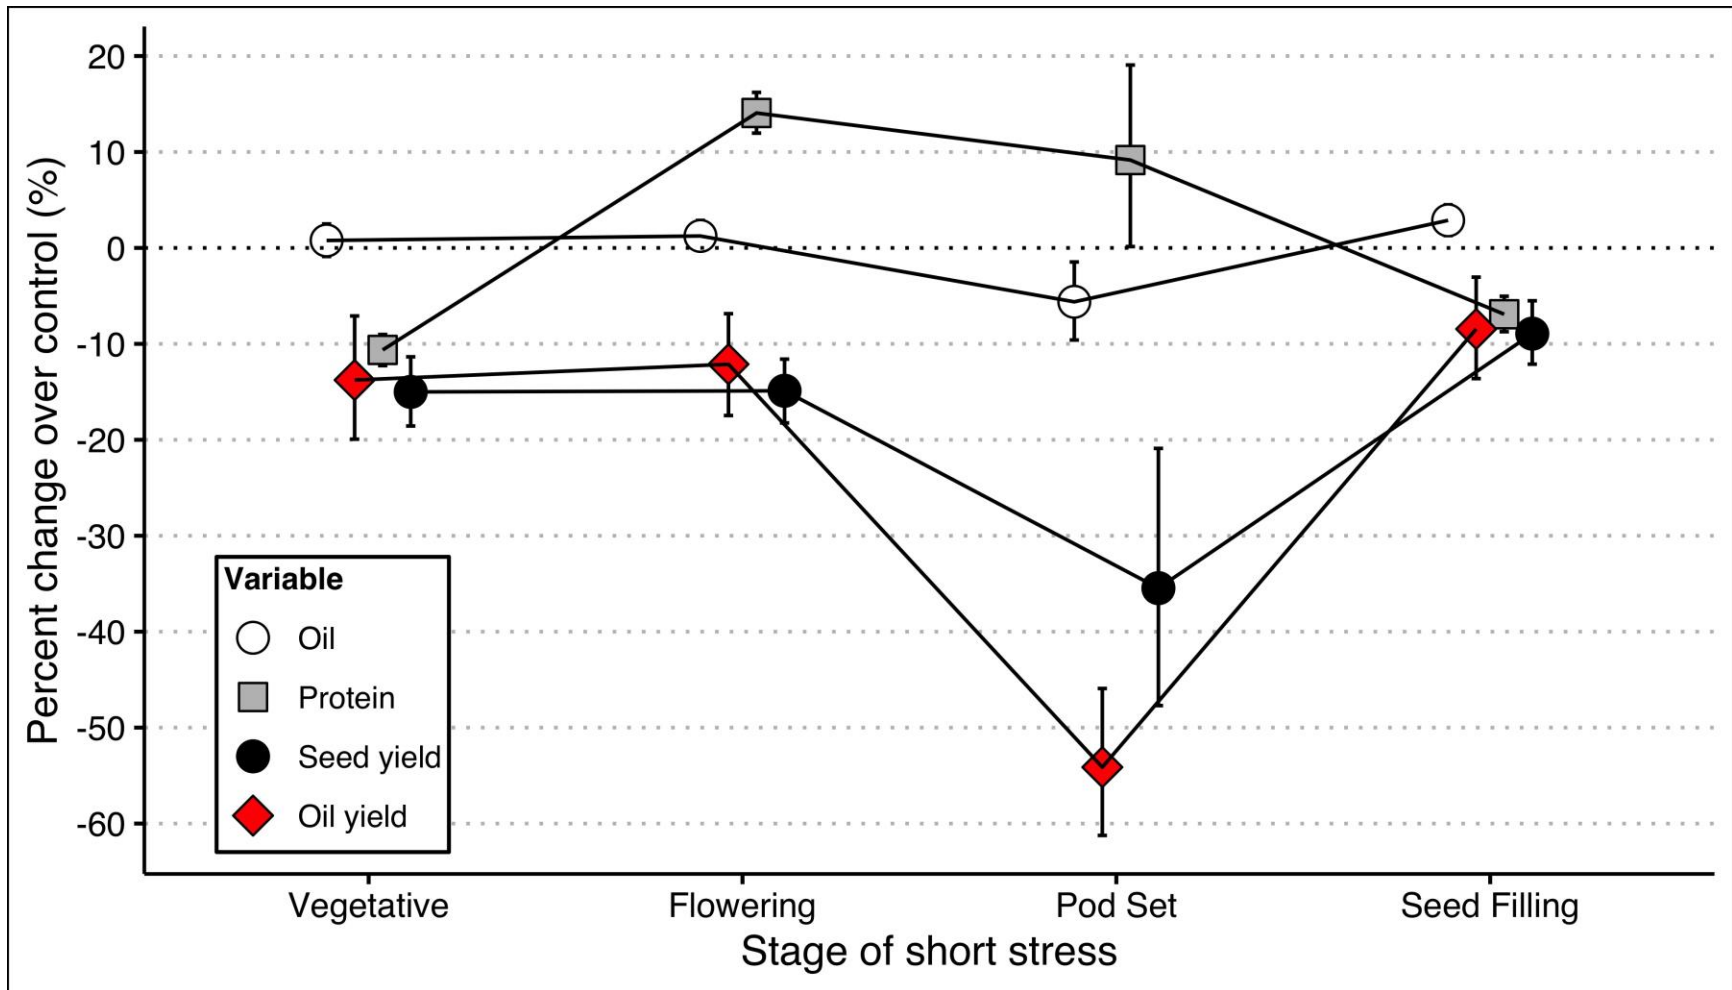 Percent change over control (%)
20
10
0
-10
-20
-30
-40
-50
-60
Variable
Oil
Protein
Seed yield
Oil yield
Vegetative
Flowering
Pod Set
Seed Filling
Stage of short stress